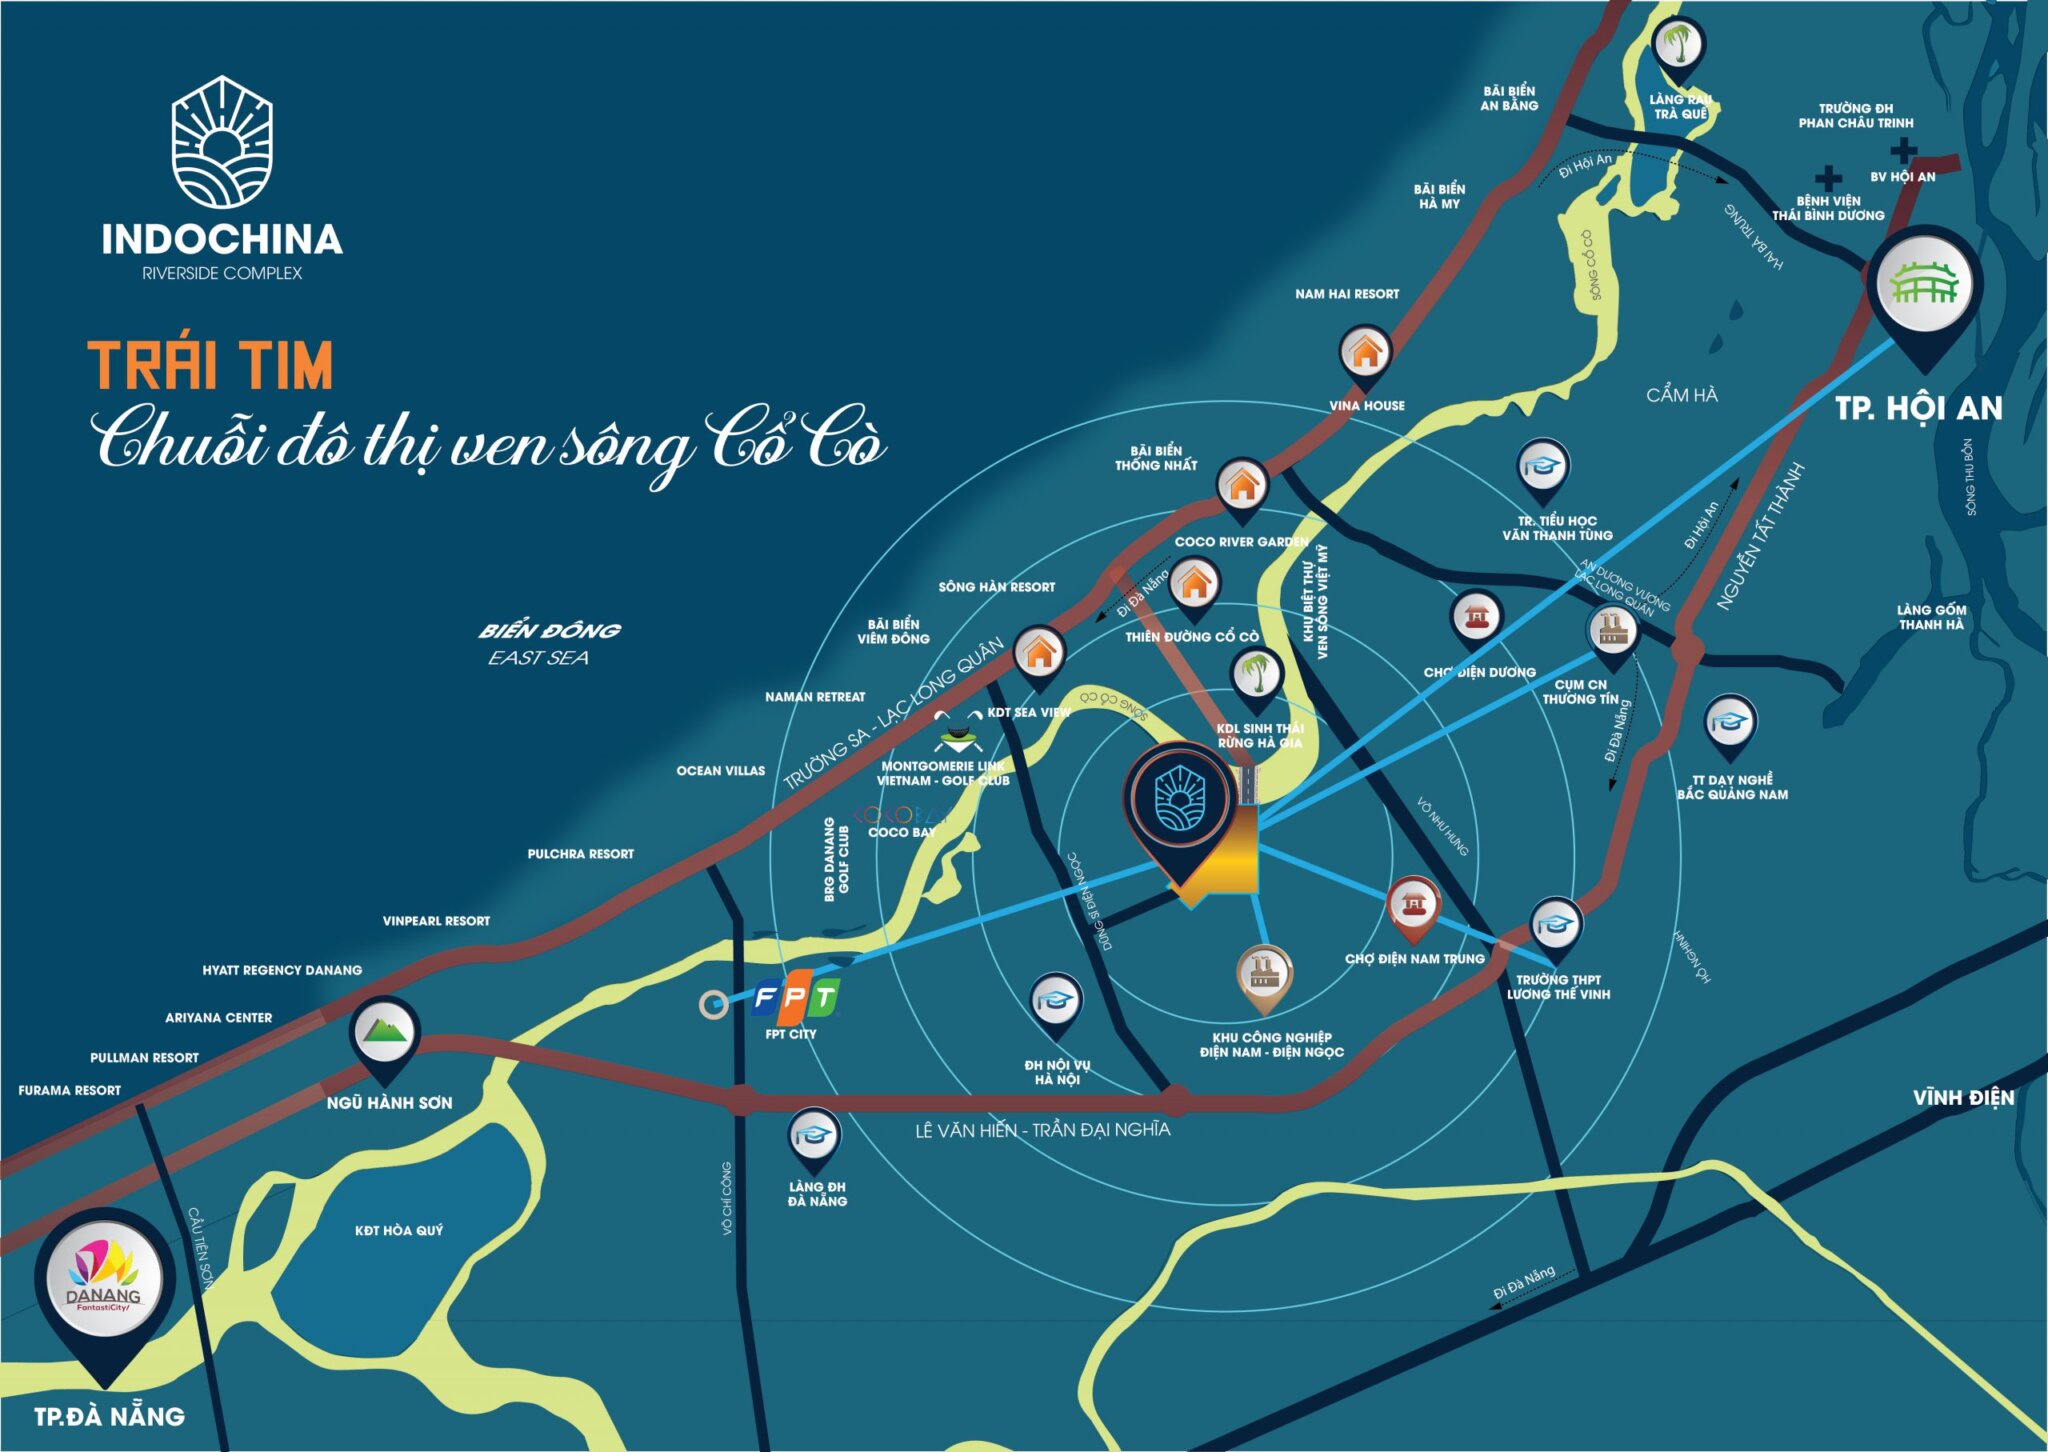 INDOCHINA
RIVERSIDE COMPLEX
TRÁI TIM
Chuỗi đô thị ven sông Cổ Cò
BIỂN ĐÔNG
EAST SEA
BÃI BIỂN
AN BẰNG
LÀNG RAU
TRÀ QUẾ
TRƯỜNG ĐH
PHAN CHÂU TRINH
BV HỘI AN
BỆNH VIỆN
THÁI BÌNH DƯƠNG
Đi Hội An
HAI BÀ TRƯNG
BÃI BIỂN
HÀ MY
SÔNG CỔ CÒ
NAM HAI RESORT
VINA HOUSE
CẨM HÀ
TP. HỘI AN
SÔNG THU BỒN
BÃI BIỂN
THỐNG NHẤT
COCO RIVER GARDEN
TR. TIỂU HỌC
VĂN THANH TÙNG
Đi Hội An
NGUYỄN TẤT THÀNH
AN DƯƠNG VƯƠNG
LẠC LONG QUÂN
SÔNG HÀN RESORT
Đi Đà Nẵng
THIÊN ĐƯỜNG CỔ CÒ
KHU BIỆT THỰ
VEN SÔNG VIỆT MỸ
LÀNG GỐM
THANH HÀ
BÃI BIỂN
VIÊM ĐÔNG
CHỢ ĐIỆN DƯƠNG
CỤM CN
THƯƠNG TÍN
Đi Đà Nẵng
NAMAN RETREAT
TRƯỜNG SA - LẠC LONG QUÂN
KDT SEA VIEW
SÔNG CỔ CÒ
KDL SINH THÁI
RỪNG HÀ GIA
OCEAN VILLAS
MONTGOMERIE LINK
VIETNAM - GOLF CLUB
TT DẠY NGHỀ
BẮC QUẢNG NAM
COCOBAY
COCO BAY
BRG DANANG
GOLF CLUB
VÕ NHƯ HƯNG
PULCHRA RESORT
DŨNG SĨ ĐIỆN NGỌC
VINPEARL RESORT
CHỢ ĐIỆN NAM TRUNG
TRƯỜNG THPT
LƯƠNG THẾ VINH
HỒ NGHINH
HYATT REGENCY DANANG
FPT
FPT CITY
ARIYANA CENTER
KHU CÔNG NGHIỆP
ĐIỆN NAM - ĐIỆN NGỌC
PULLMAN RESORT
ĐH NỘI VỤ
HÀ NỘI
FURAMA RESORT
NGŨ HÀNH SƠN
VĨNH ĐIỆN
LÊ VĂN HIẾN - TRẦN ĐẠI NGHĨA
LÀNG ĐH
ĐÀ NẴNG
VÕ CHÍ CÔNG
KĐT HÒA QUÝ
CẦU TIÊN SƠN
Đi Đà Nẵng
DANANG
FantastiCity!
TP.ĐÀ NẴNG